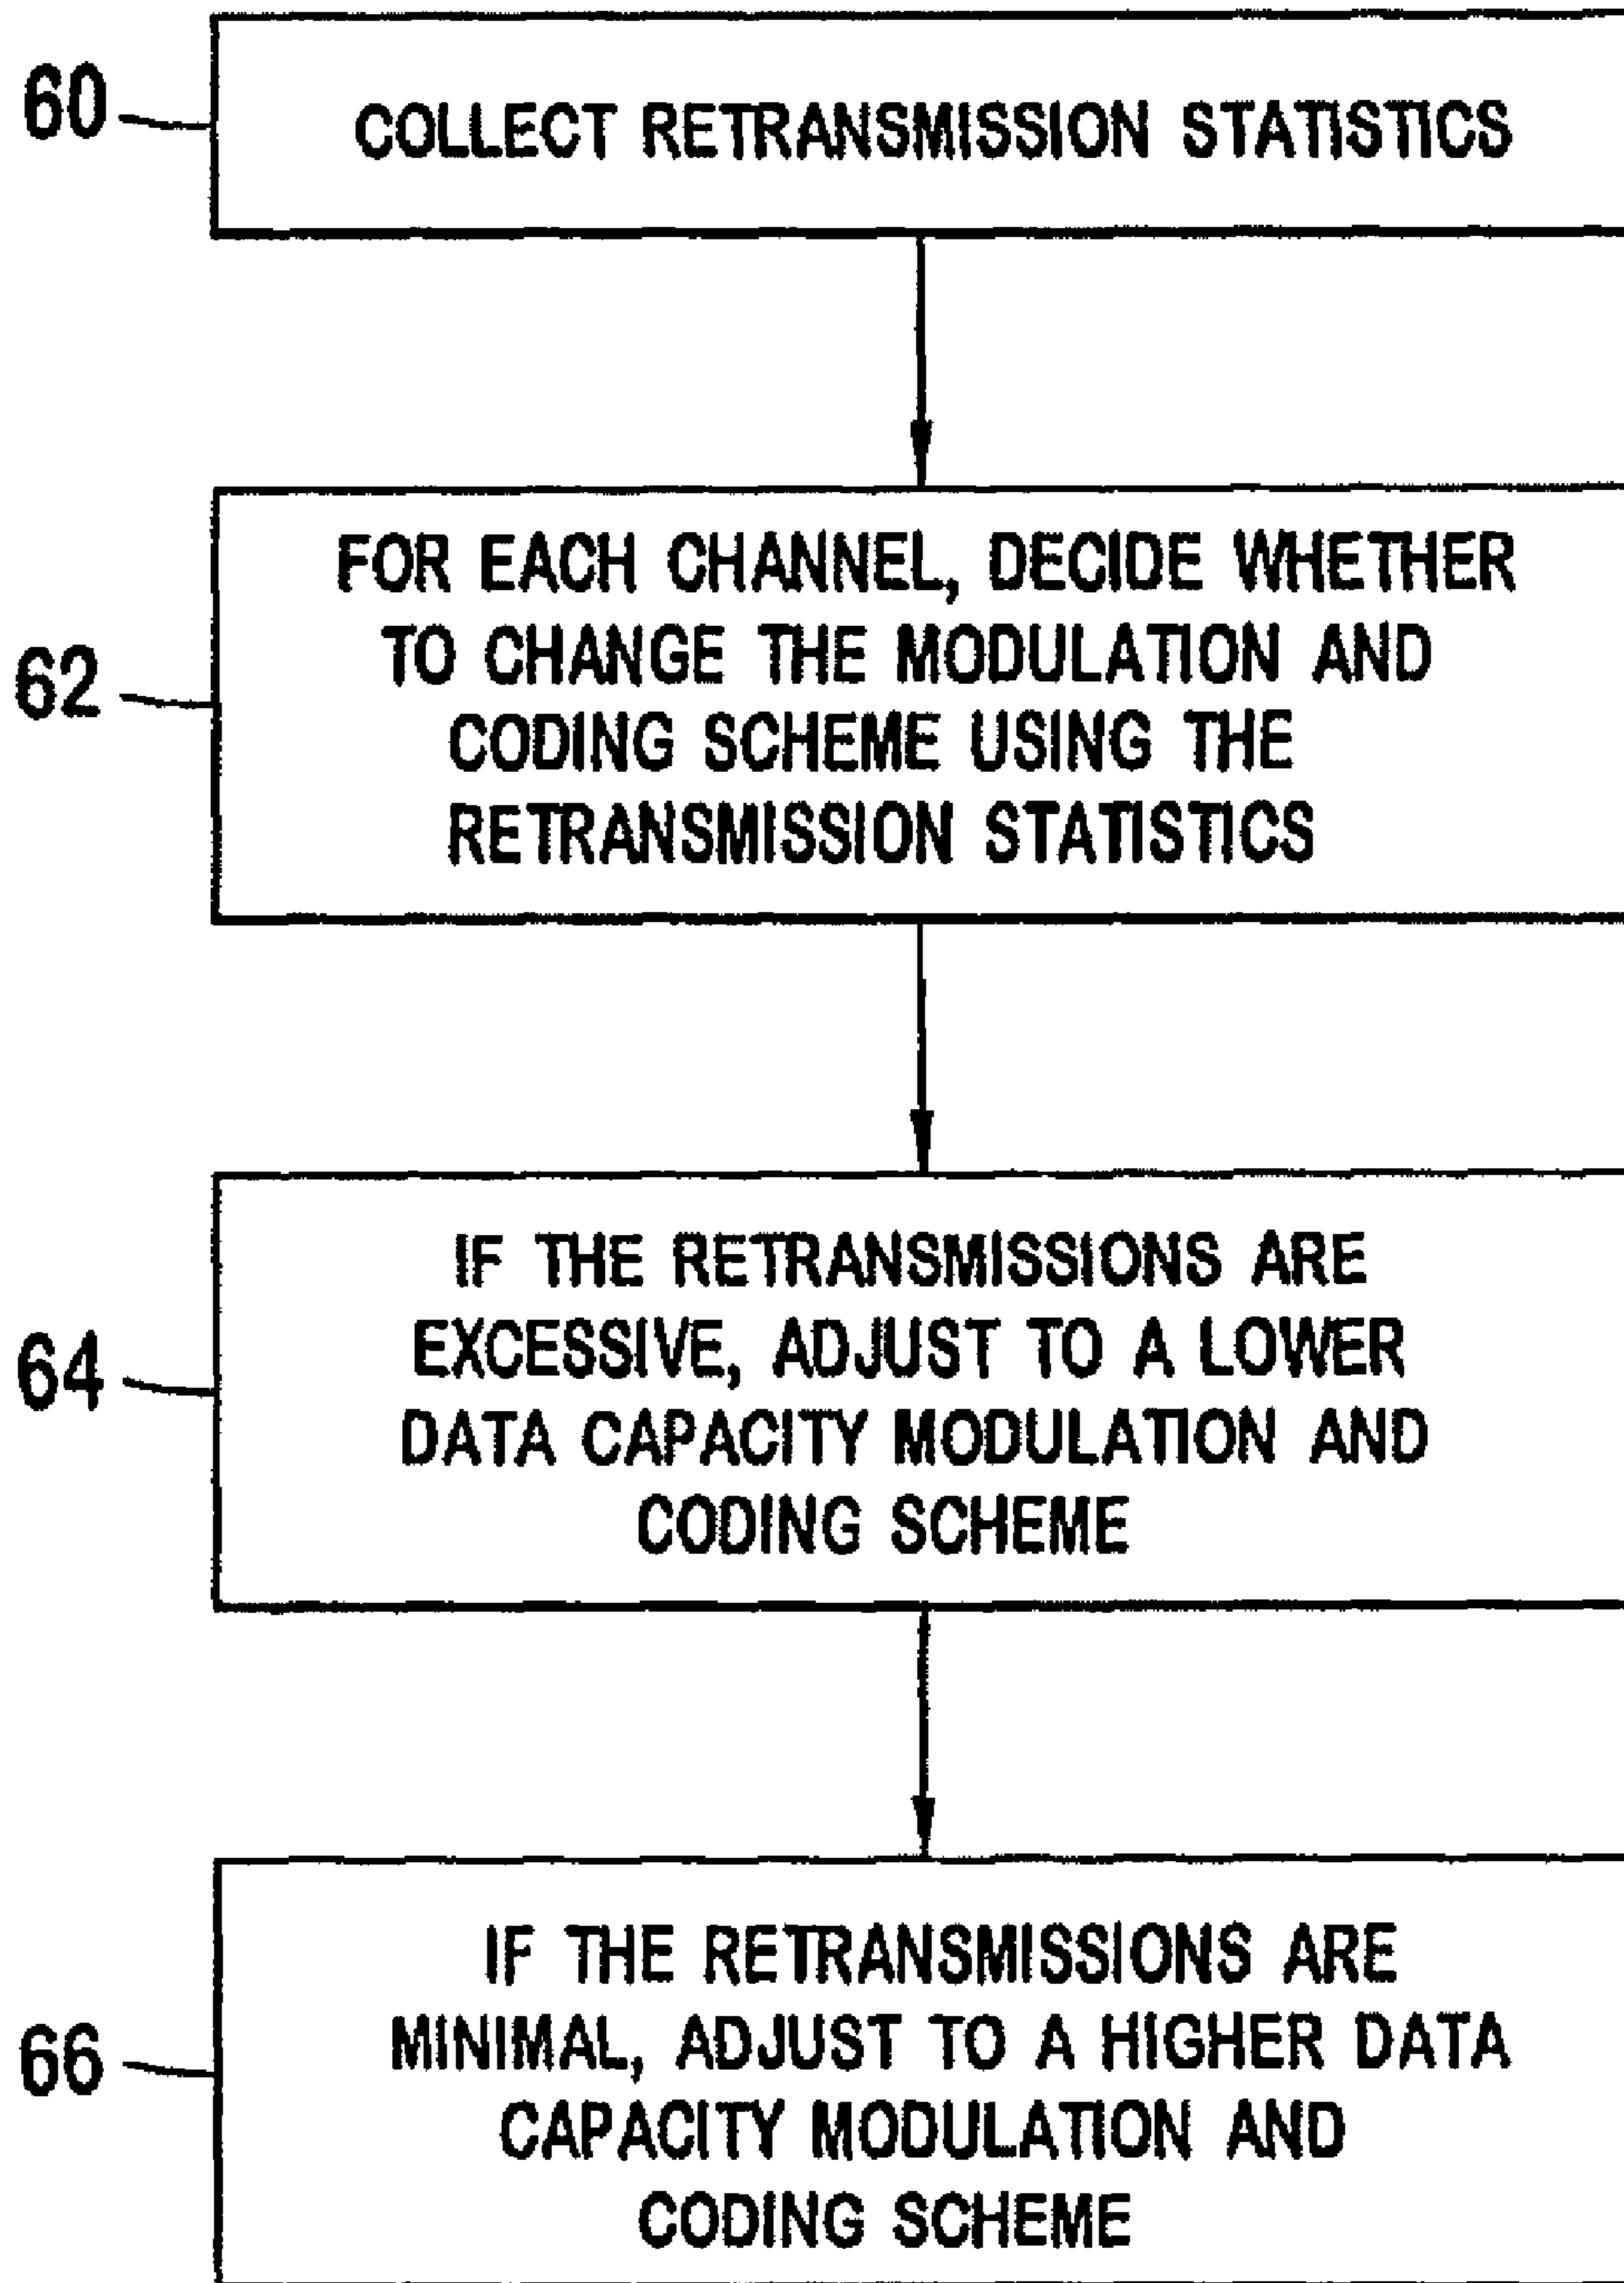 60
COLLECT RETRANSMISSION STATISTICS
62
FOR EACH CHANNEL, DECIDE WHETHER
TO CHANGE THE MODULATION AND
CODING SCHEME USING THE
RETRANSMISSION STATISTICS
64
IF THE RETRANSMISSIONS ARE
EXCESSIVE, ADJUST TO A LOWER
DATA CAPACITY MODULATION AND
CODING SCHEME
66
IF THE RETRANSMISSIONS ARE
MINIMAL, ADJUST TO A HIGHER DATA
CAPACITY MODULATION AND
CODING SCHEME